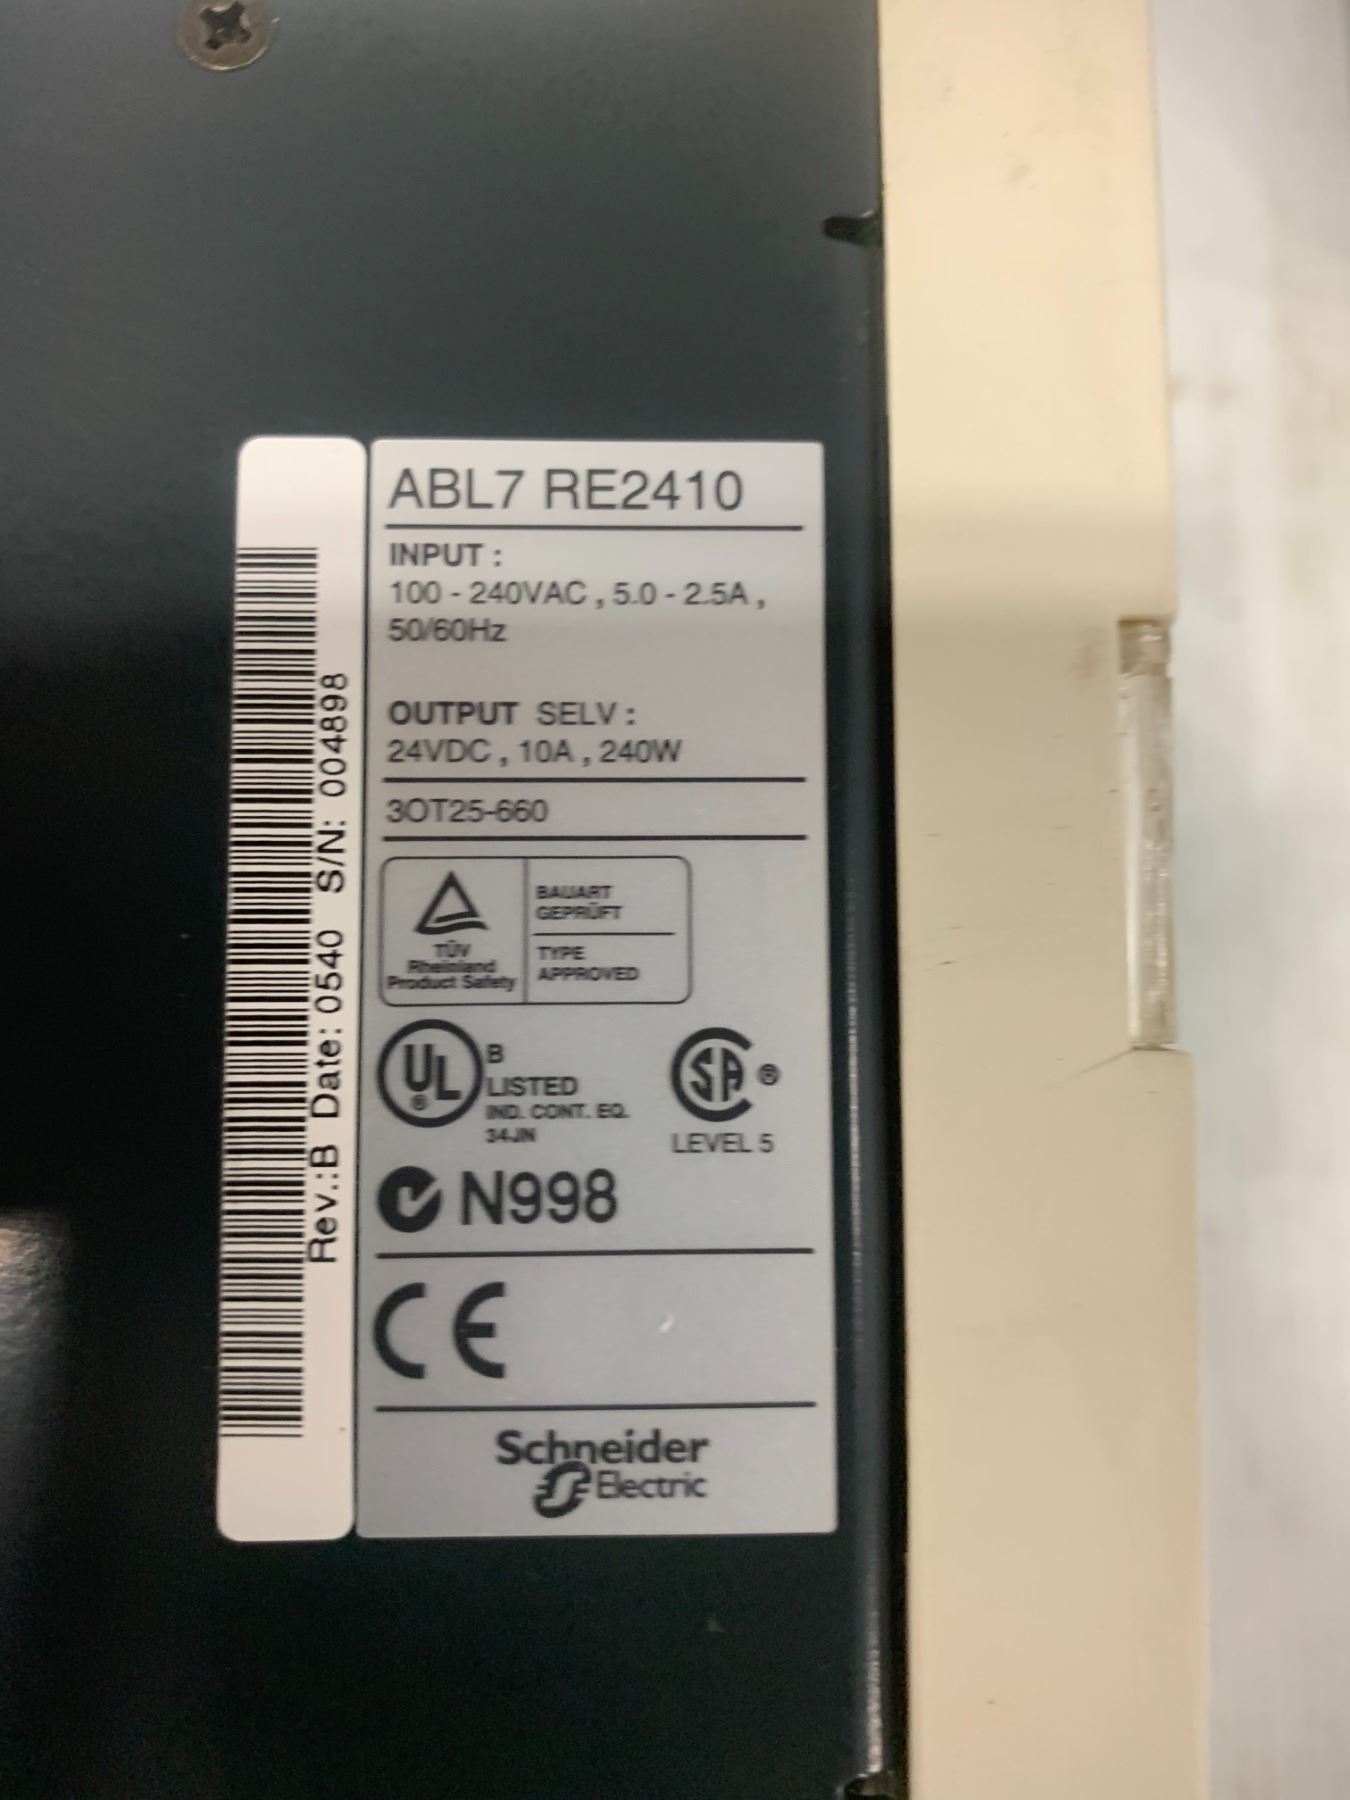 ABL7 RE2410
INPUT :
100 - 240VAC , 5.0 - 2.5A ,
50/60Hz
OUTPUT SELV :
24VDC , 10A , 240W
3OT25-660
TÜV
Rheinland
Product Safety
BAUART
GEPRÜFT
TYPE
APPROVED
UL ®
B
LISTED
IND. CONT. EQ.
34JN
SA ®
LEVEL 5
N998
CE
Schneider
Electric
Rev.:B Date: 0540 S/N: 004898